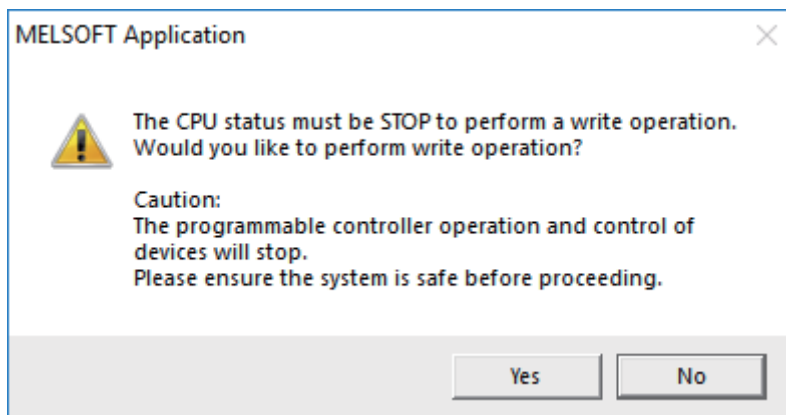 MELSOFT Application
The CPU status must be STOP to perform a write operation.
Would you like to perform write operation?
Caution:
The programmable controller operation and control of
devices will stop.
Please ensure the system is safe before proceeding.
Yes
No